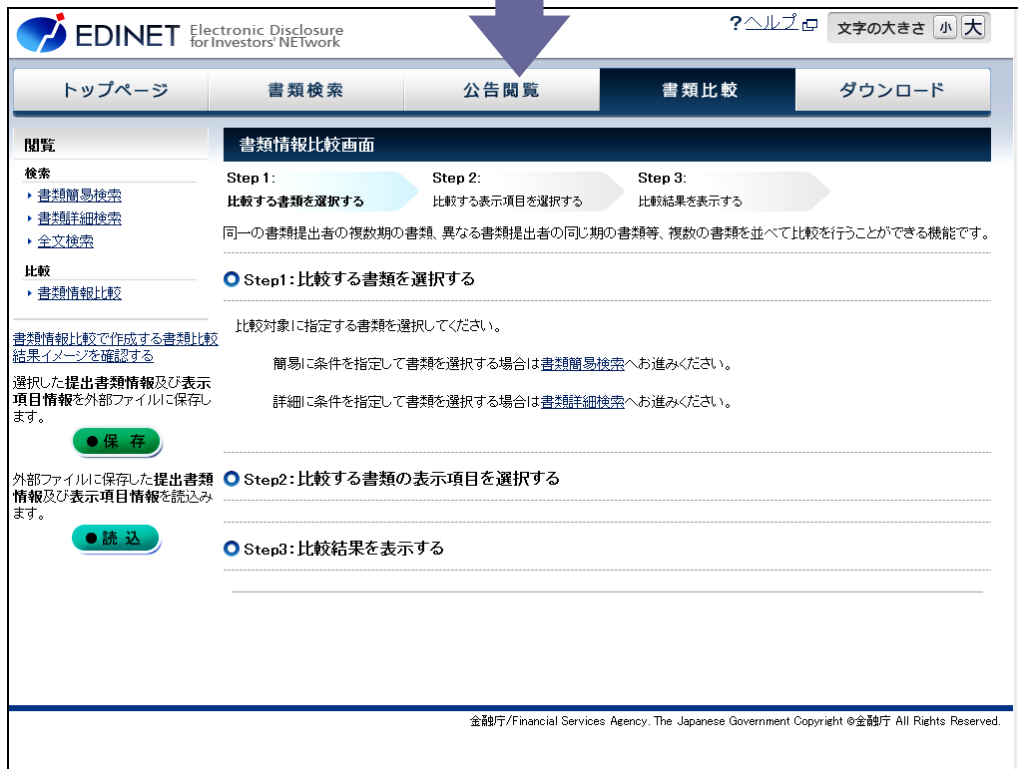 EDINET Electronic Disclosure for Investors' NETwork
?ヘルプ 文字の大きさ 小 大
トップページ 書類検索 公告閲覧 書類比較 ダウンロード
閲覧
検索
書類簡易検索
書類詳細検索
全文検索
比較
書類情報比較
書類情報比較で作成する書類比較
結果イメージを確認する
選択した提出書類情報及び表示
項目情報を外部ファイルに保存し
ます。
●保 存
外部ファイルに保存した提出書類
情報及び表示項目情報を読込み
ます。
●読 込
書類情報比較画面
Step 1:
比較する書類を選択する
Step 2:
比較する表示項目を選択する
Step 3:
比較結果を表示する
同一の書類提出者の複数期の書類、異なる書類提出者の同じ期の書類等、複数の書類を並べて比較を行うことができる機能です。
Step1:比較する書類を選択する
比較対象に指定する書類を選択してください。
簡易に条件を指定して書類を選択する場合は書類簡易検索へお進みください。
詳細に条件を指定して書類を選択する場合は書類詳細検索へお進みください。
Step2:比較する書類の表示項目を選択する
Step3:比較結果を表示する
金融庁/Financial Services Agency. The Japanese Government Copyright ©金融庁 All Rights Reserved.